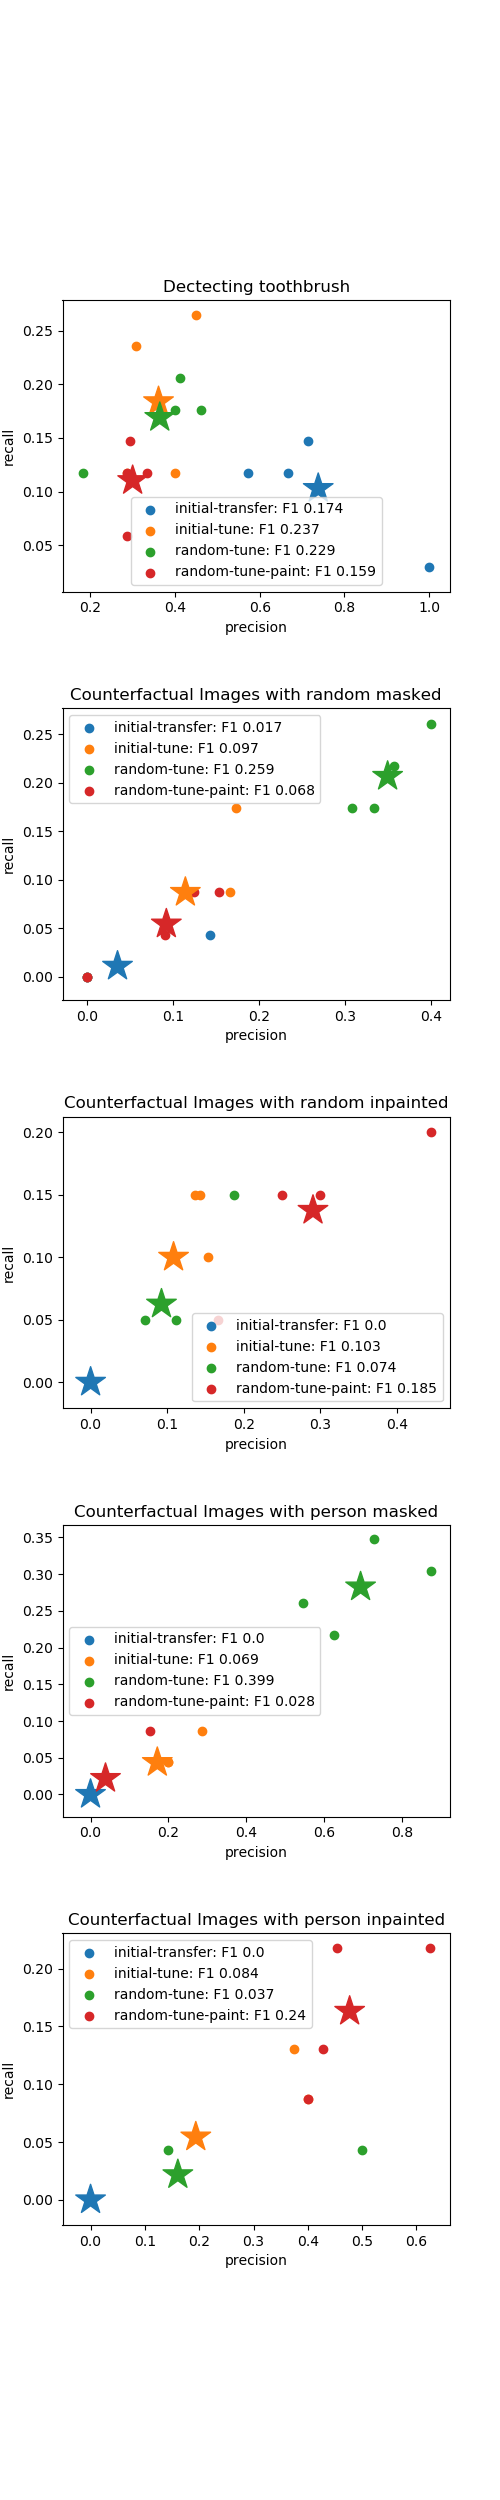 Dectecting toothbrush
0.25
0.20
0.15
0.10
0.05
recall
initial-transfer: F1 0.174
initial-tune: F1 0.237
random-tune: F1 0.229
random-tune-paint: F1 0.159
0.2 0.4 0.6 0.8 1.0
precision
Counterfactual Images with random masked
initial-transfer: F1 0.017
initial-tune: F1 0.097
random-tune: F1 0.259
random-tune-paint: F1 0.068
0.25
0.20
0.15
0.10
0.05
0.00
recall
0.0 0.1 0.2 0.3 0.4
precision
Counterfactual Images with random inpainted
0.20
0.15
0.10
0.05
0.00
recall
initial-transfer: F1 0.0
initial-tune: F1 0.103
random-tune: F1 0.074
random-tune-paint: F1 0.185
0.0 0.1 0.2 0.3 0.4
precision
Counterfactual Images with person masked
0.35
0.30
0.25
0.20
0.15
0.10
0.05
0.00
recall
initial-transfer: F1 0.0
initial-tune: F1 0.069
random-tune: F1 0.399
random-tune-paint: F1 0.028
0.0 0.2 0.4 0.6 0.8
precision
Counterfactual Images with person inpainted
initial-transfer: F1 0.0
initial-tune: F1 0.084
random-tune: F1 0.037
random-tune-paint: F1 0.24
0.20
0.15
0.10
0.05
0.00
recall
0.0 0.1 0.2 0.3 0.4 0.5 0.6
precision